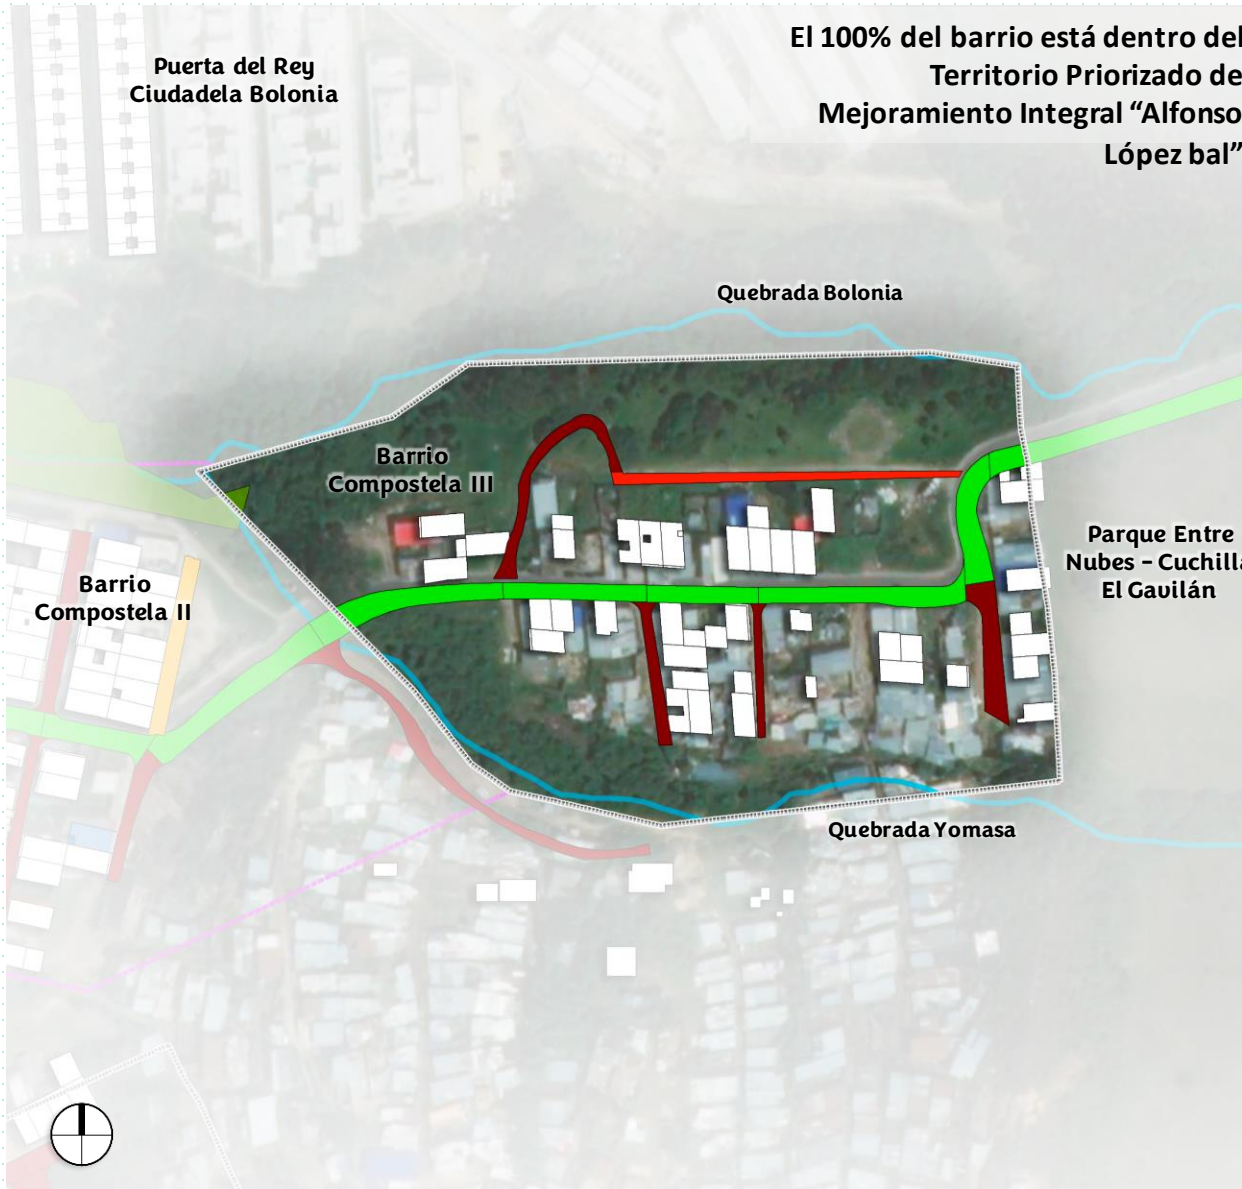 El 100% del barrio está dentro del
Territorio Priorizado de
Mejoramiento Integral “Alfonso
López bal”
Puerta del Rey
Ciudadela Bolonia
Quebrada Bolonia
Barrio
Compostela III
Parque Entre
Nubes - Cuchilla
El Gavilán
Barrio
Compostela II
Quebrada Yomasa